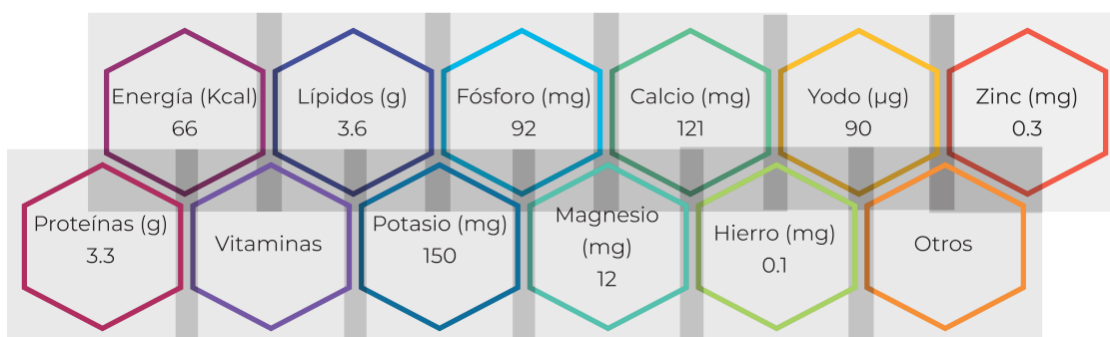 Energía (Kcal)
66
Lípidos (g)
3.6
Fósforo (mg)
92
Calcio (mg)
121
Yodo (µg)
90
Zinc (mg)
0.3
Proteínas (g)
3.3
Vitaminas
Potasio (mg)
150
Magnesio
(mg)
12
Hierro (mg)
0.1
Otros